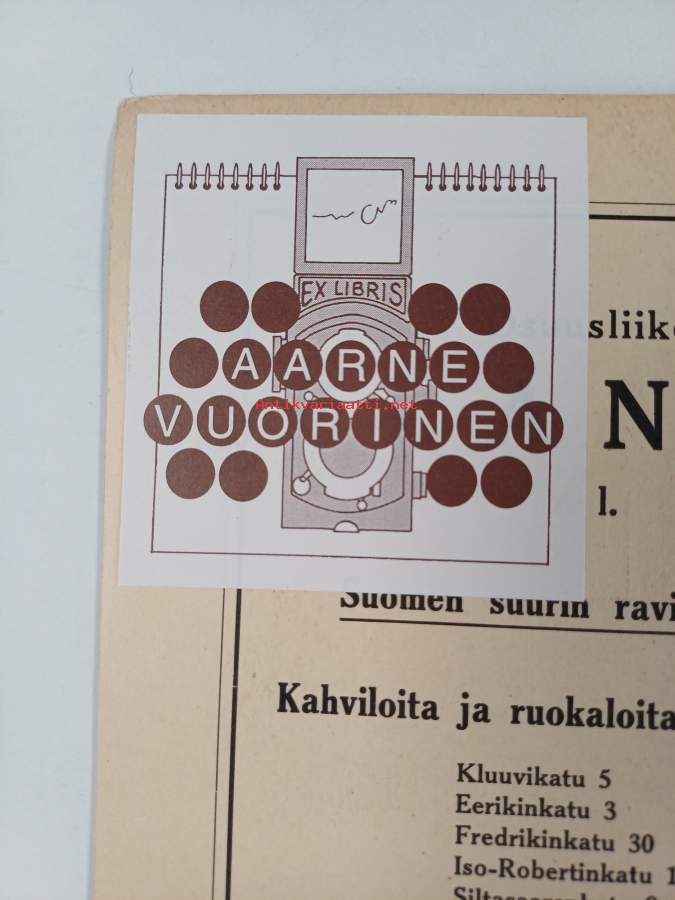 EX LIBRIS
AARNE
Antikvariaatti.net
VUORINEN
sliik
N
l.
Suomen suurin ravi
Kahviloita ja ruokaloita
Kluuvikatu 5
Eerikinkatu 3
Fredrikinkatu 30
Iso-Robertinkatu 1